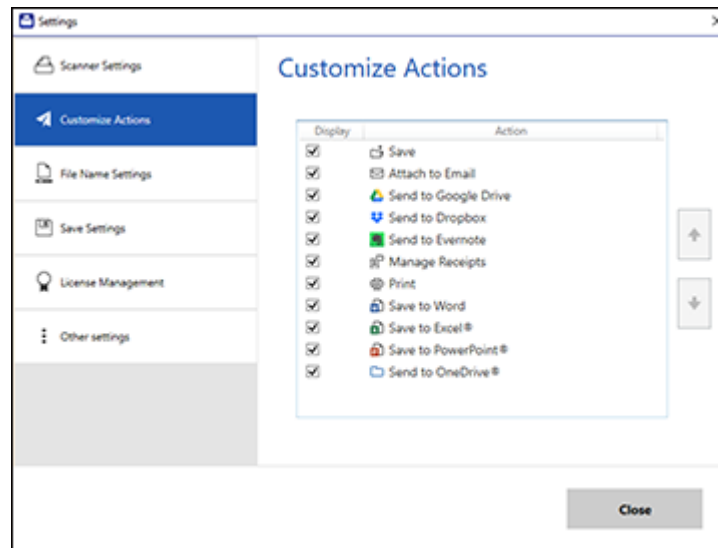 Settings
Scanner Settings
Customize Actions
File Name Settings
Save Settings
License Management
Other settings
Customize Actions
Display Action
Save
Attach to Email
Send to Google Drive
Send to Dropbox
Send to Evernote
Manage Receipts
Print
Save to Word
Save to Excel®
Save to PowerPoint®
Send to OneDrive®
Close